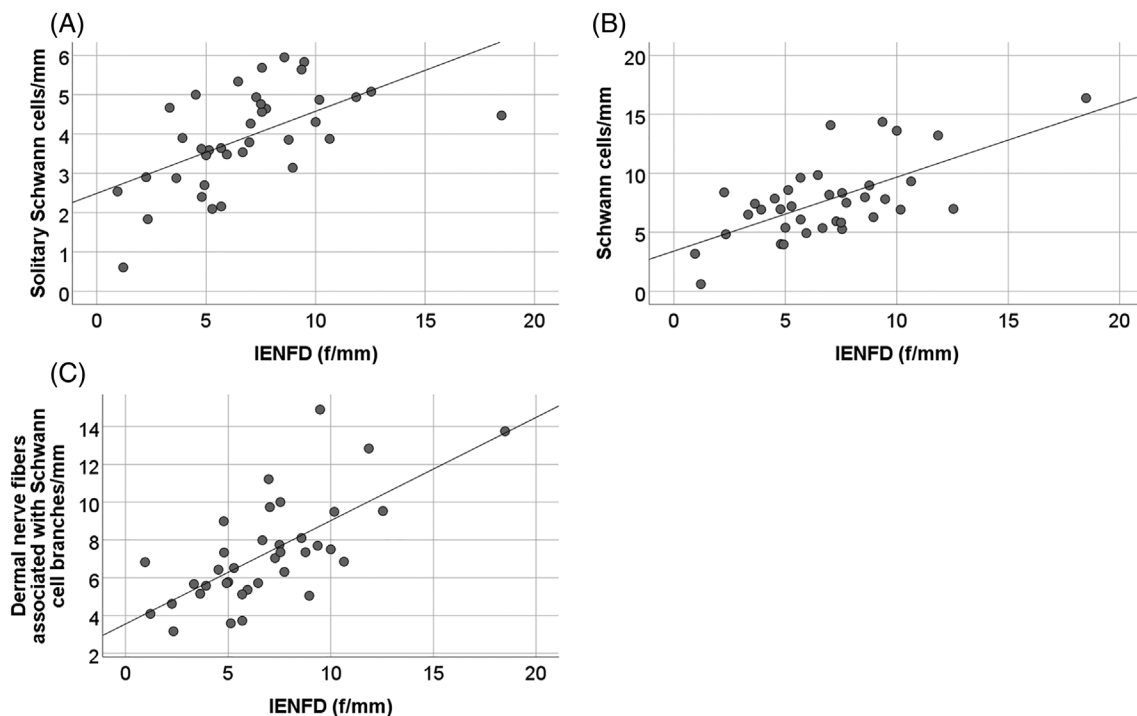 (A)
Solitary Schwann cells/mm
6
5
4
3
2
1
0
0 5 10 15 20
IENFD (f/mm)
(B)
Schwann cells/mm
20
15
10
5
0
0 5 10 15 20
IENFD (f/mm)
(C)
Dermal nerve fibers
associated with Schwann
cell branches/mm
14
12
10
8
6
4
2
0 5 10 15 20
IENFD (f/mm)